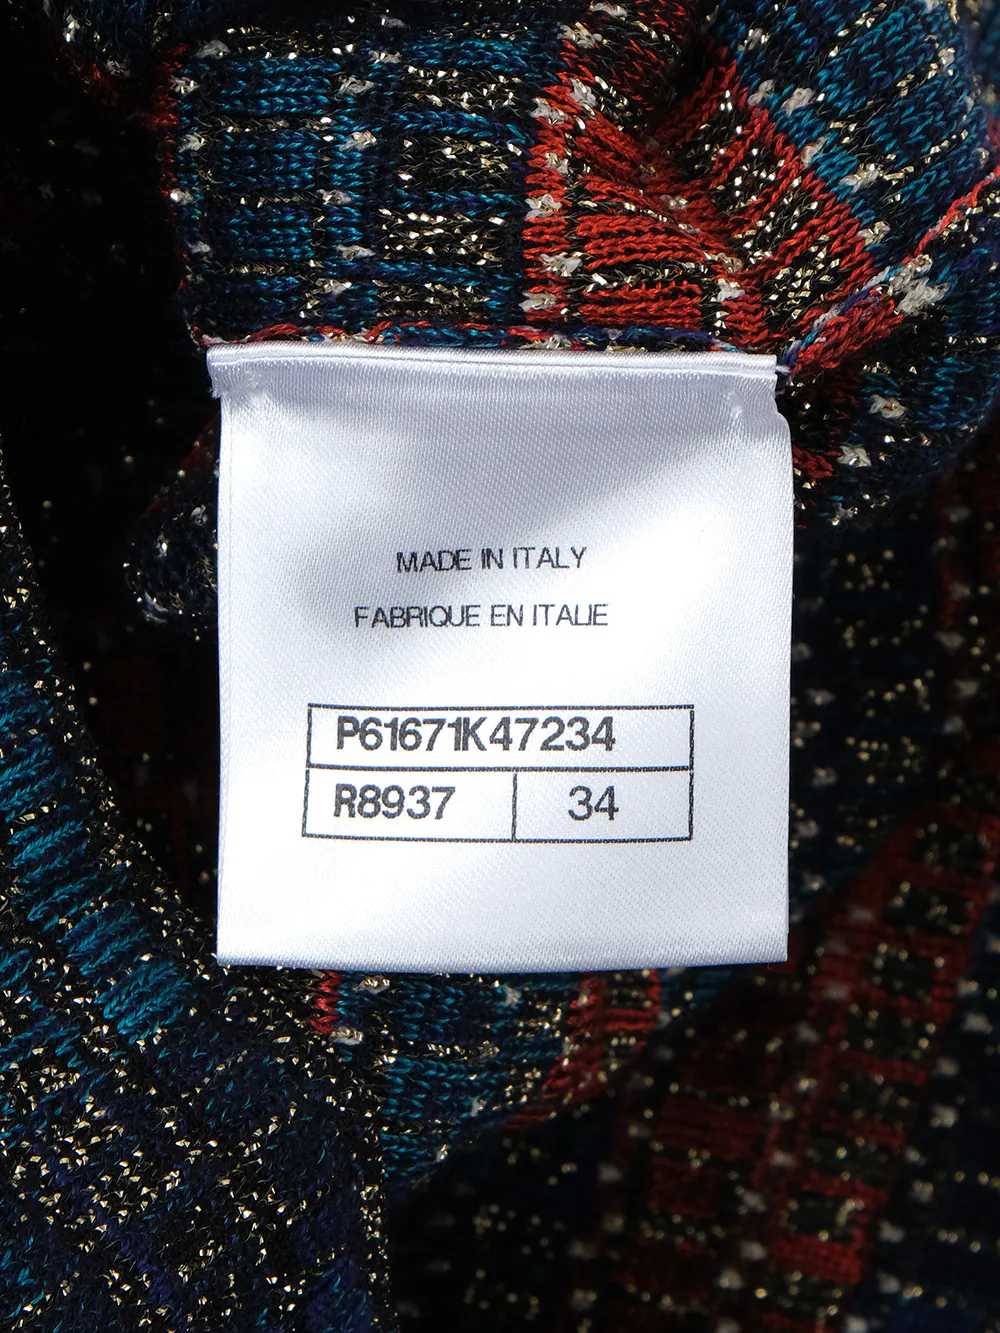 MADE IN ITALY
FABRIQUE EN ITALIE
P61671K47234
R8937 34